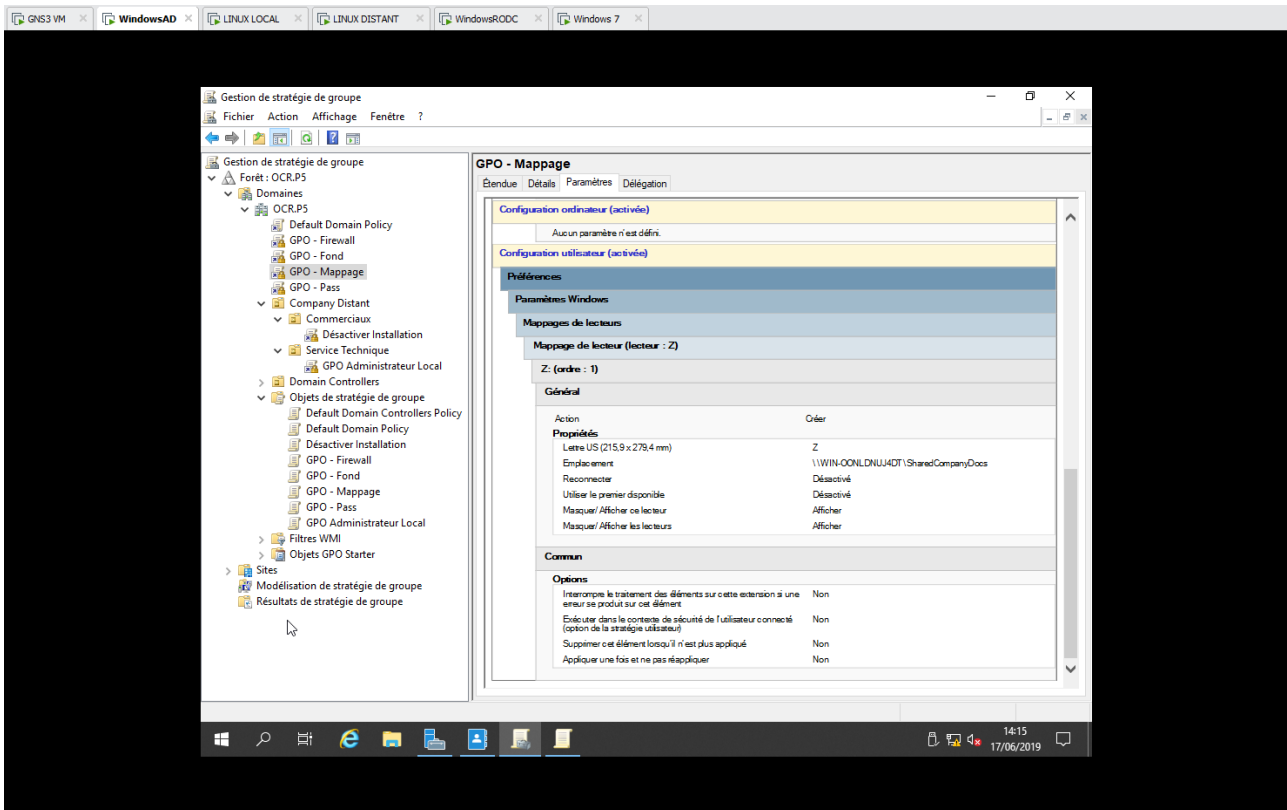 GNS3 VM
WindowsAD
LINUX LOCAL
LINUX DISTANT
WindowsRODC
Windows 7
Gestion de stratégie de groupe
Fichier Action Affichage Fenêtre ?
Gestion de stratégie de groupe
Forêt : OCR.P5
Domaines
OCR.P5
Default Domain Policy
GPO - Firewall
GPO - Fond
GPO - Mappage
GPO - Pass
Company Distant
Commerciaux
Désactiver Installation
Service Technique
GPO Administrateur Local
Domain Controllers
Objets de stratégie de groupe
Default Domain Controllers Policy
Default Domain Policy
Désactiver Installation
GPO - Firewall
GPO - Fond
GPO - Mappage
GPO - Pass
GPO Administrateur Local
Filtres WMI
Objets GPO Starter
Sites
Modélisation de stratégie de groupe
Résultats de stratégie de groupe
GPO - Mappage
Étendue Détails Paramètres Délégation
Configuration ordinateur (activée)
Aucun paramètre n'est défini.
Configuration utilisateur (activée)
Préférences
Paramètres Windows
Mappages de lecteurs
Mappage de lecteur (lecteur : Z)
Z: (ordre : 1)
Général
Action Créer
Propriétés
Lettre US (215,9 x 279,4 mm) Z
Emplacement \\WIN-OONLDNUJ4DT\SharedCompanyDocs
Reconnecter Désactivé
Utiliser le premier disponible Désactivé
Masquer/Afficher ce lecteur Afficher
Masquer/Afficher les lecteurs Afficher
Commun
Options
Interrompre le traitement des éléments sur cette extension si une Non
erreur se produit sur cet élément
Exécuter dans le contexte de sécurité de l'utilisateur connecté Non
(option de la stratégie utilisateur)
Supprimer cet élément lorsqu'il n'est plus appliqué Non
Appliquer une fois et ne pas réappliquer Non
14:15
17/06/2019